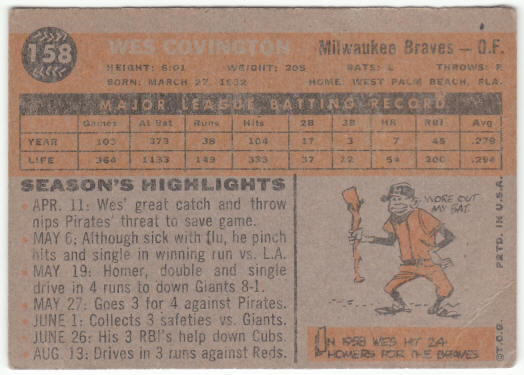 158
WES COVINGTON
Milwaukee Braves — O.F.
HEIGHT: 6:01 WEIGHT: 205 BATS: L THROWS: R
BORN: MARCH 27, 1932 HOME: WEST PALM BEACH, FLA.
MAJOR LEAGUE BATTING RECORD
Games At Bat Runs Hits 2B 3B HR RBI Avg
YEAR 103 373 38 104 17 3 7 45 .279
LIFE 364 1133 149 333 37 12 54 200 .294
SEASON'S HIGHLIGHTS
• APR. 11: Wes' great catch and throw
nips Pirates' threat to save game.
• MAY 6: Although sick with flu, he pinch
hits and single in winning run vs. L.A.
• MAY 19: Homer, double and single
drive in 4 runs to down Giants 8-1.
• MAY 27: Goes 3 for 4 against Pirates.
• JUNE 1: Collects 3 safeties vs. Giants.
• JUNE 26: His 3 RBI's help down Cubs.
• AUG. 13: Drives in 3 runs against Reds.
WORE OUT
MY BAT
IN 1958 WES HIT 24
HOMERS FOR THE BRAVES
©T.C.G. PRTD. IN U.S.A.